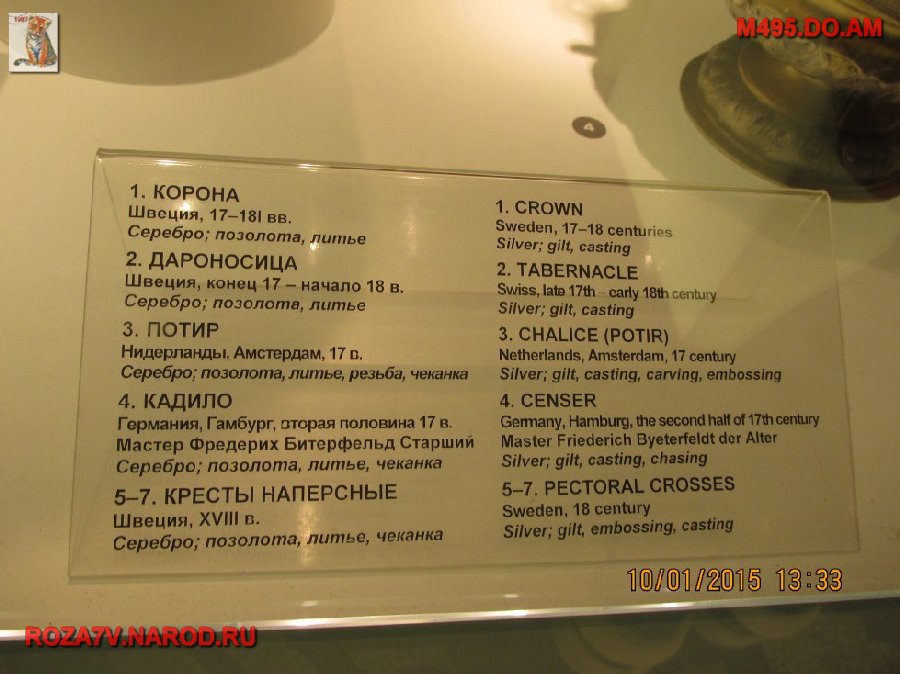 1987
M495.DO.AM
4
1. КОРОНА
Швеция, 17–18I вв.
Серебро; позолота, литье
2. ДАРОНОСИЦА
Швеция, конец 17 – начало 18 в.
Серебро; позолота, литье
3. ПОТИР
Нидерланды, Амстердам, 17 в.
Серебро; позолота, литье, резьба, чеканка
4. КАДИЛО
Германия, Гамбург, вторая половина 17 в.
Мастер Фредерих Битерфельд Старший
Серебро; позолота, литье, чеканка
5–7. КРЕСТЫ НАПЕРСНЫЕ
Швеция, XVIII в.
Серебро; позолота, литье, чеканка
1. CROWN
Sweden, 17–18 centuries
Silver; gilt, casting
2. TABERNACLE
Swiss, late 17th – early 18th century
Silver; gilt, casting
3. CHALICE (POTIR)
Netherlands, Amsterdam, 17 century
Silver; gilt, casting, carving, embossing
4. CENSER
Germany, Hamburg, the second half of 17th century
Master Friederich Byeterfeldt der Alter
Silver; gilt, casting, chasing
5–7. PECTORAL CROSSES
Sweden, 18 century
Silver; gilt, embossing, casting
10/01/2015 13:33
ROZA7V.NAROD.RU